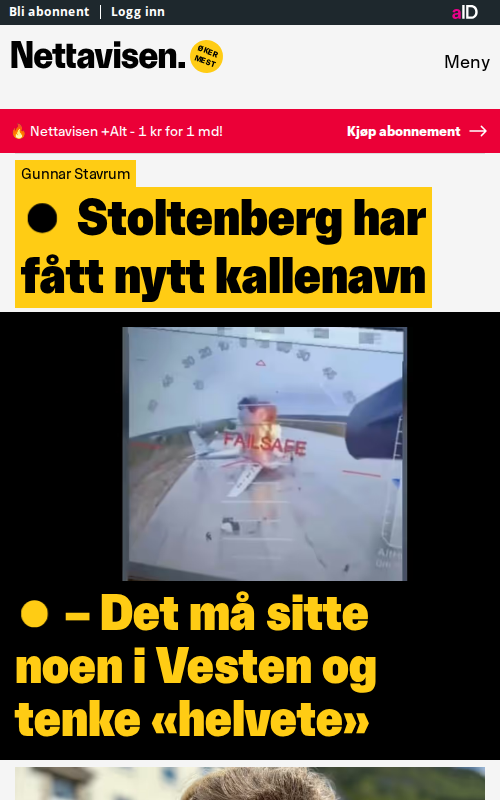 Bli abonnent | Logg inn
aID
Nettavisen.
ØKER
MEST
Meny
Nettavisen +Alt - 1 kr for 1 md!
Kjøp abonnement
Gunnar Stavrum
Stoltenberg har
fått nytt kallenavn
FAILSAFE
– Det må sitte
noen i Vesten og
tenke «helvete»